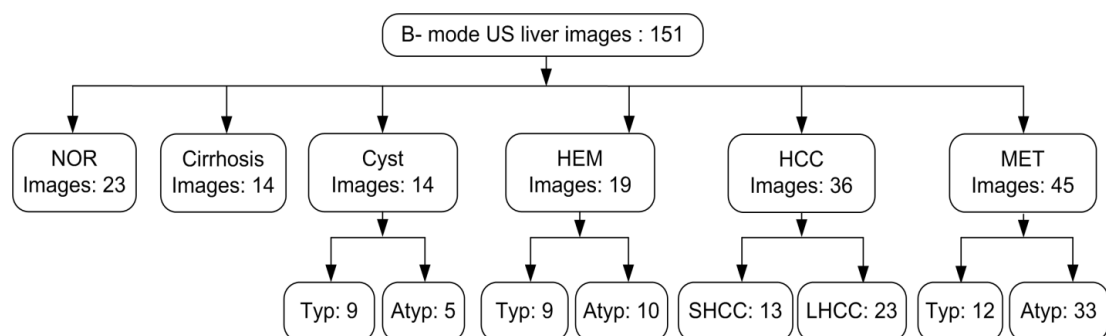 B- mode US liver images : 151
NOR
Images: 23
Cirrhosis
Images: 14
Cyst
Images: 14
HEM
Images: 19
HCC
Images: 36
MET
Images: 45
Typ: 9
Atyp: 5
Typ: 9
Atyp: 10
SHCC: 13
LHCC: 23
Typ: 12
Atyp: 33